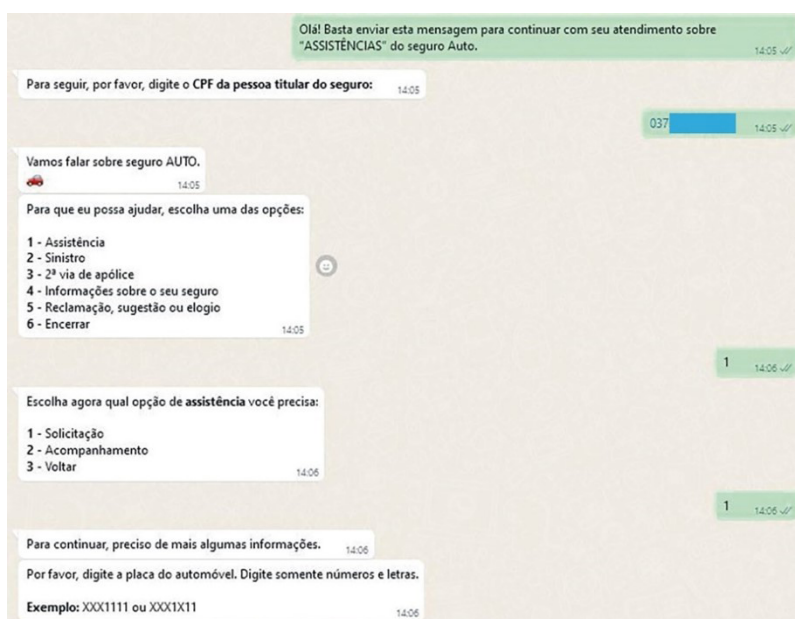 Olá! Basta enviar esta mensagem para continuar com seu atendimento sobre
"ASSISTÊNCIAS" do seguro Auto.
14:05
Para seguir, por favor, digite o CPF da pessoa titular do seguro:
14:05
037
14:05
Vamos falar sobre seguro AUTO.
14:05
Para que eu possa ajudar, escolha uma das opções:
1 - Assistência
2 - Sinistro
3 - 2ª via de apólice
4 - Informações sobre o seu seguro
5 - Reclamação, sugestão ou elogio
6 - Encerrar
14:05
1
14:06
Escolha agora qual opção de assistência você precisa:
1 - Solicitação
2 - Acompanhamento
3 - Voltar
14:06
1
14:06
Para continuar, preciso de mais algumas informações.
14:06
Por favor, digite a placa do automóvel. Digite somente números e letras.
Exemplo: XXX1111 ou XXX1X11
14:06